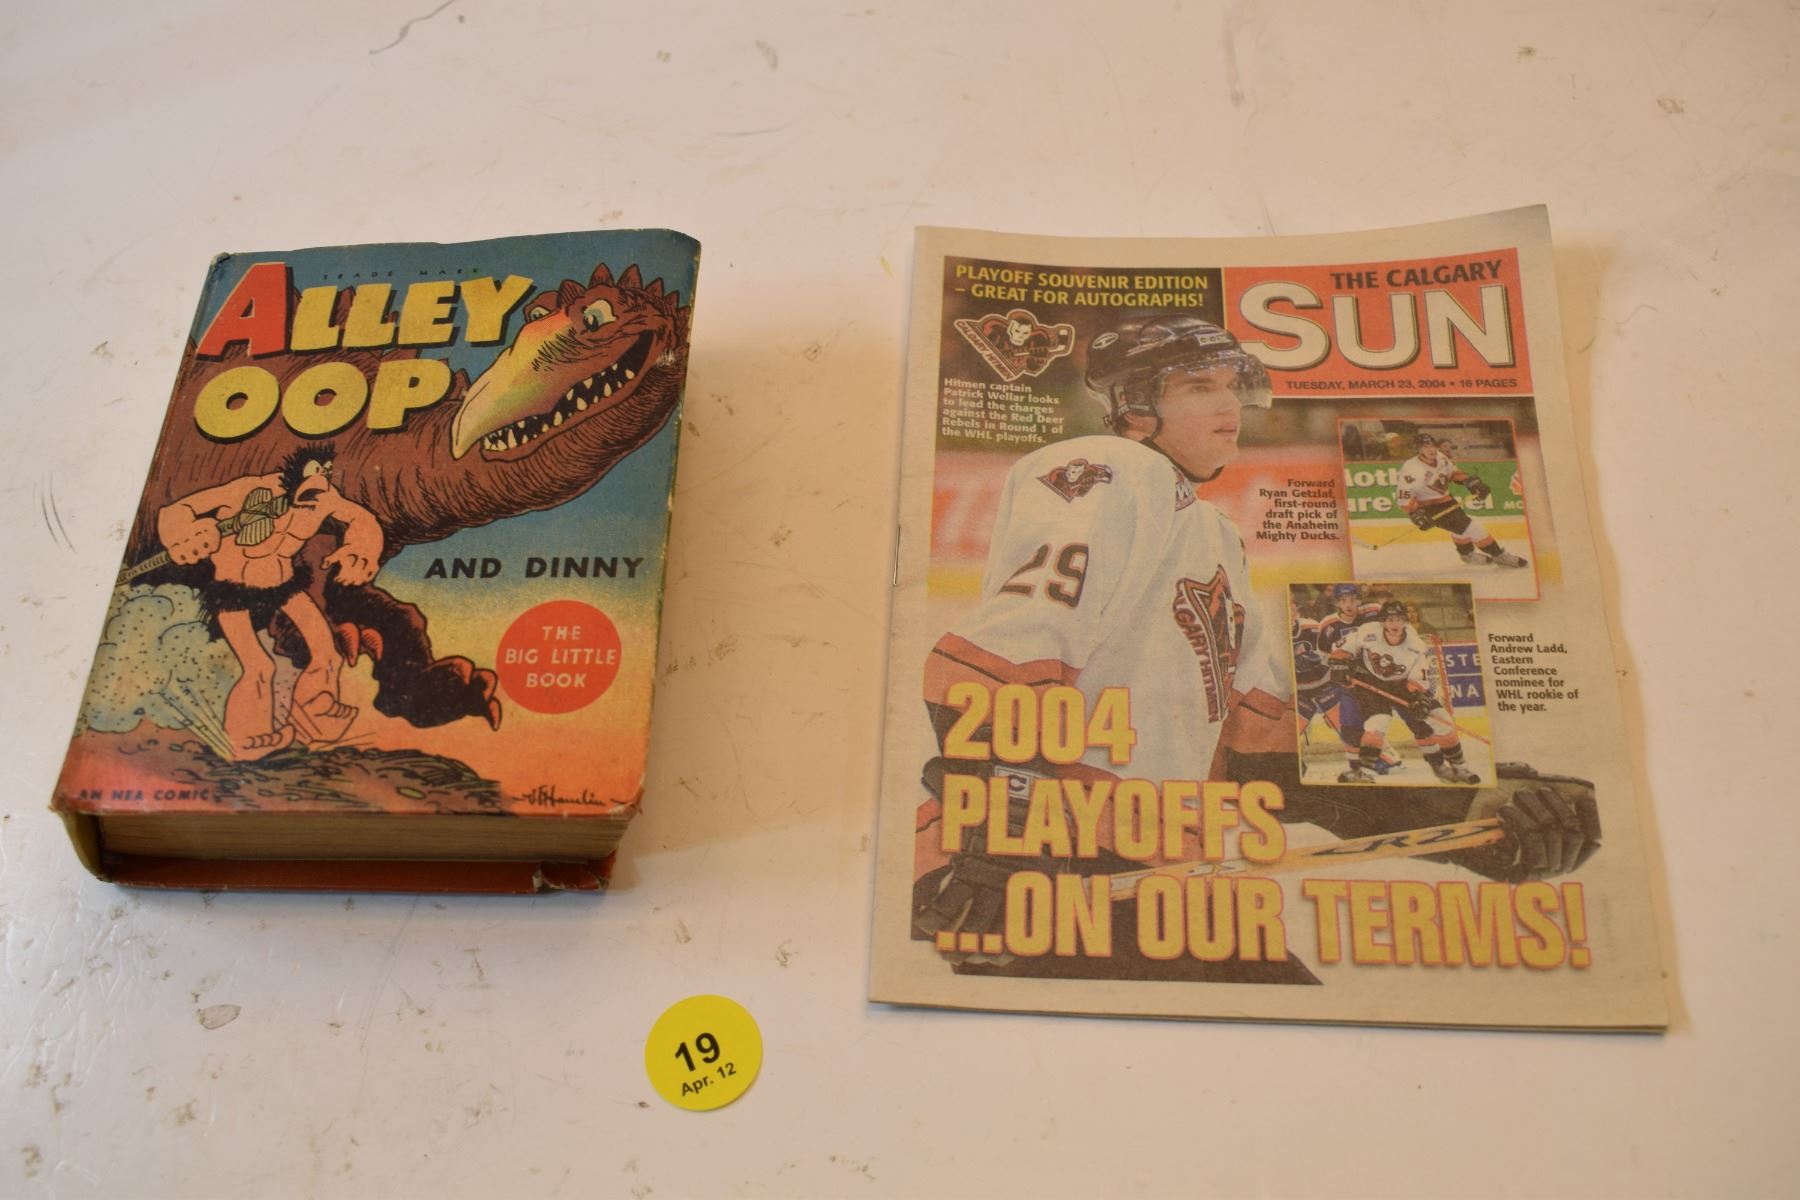 TRADE MARK
ALLEY
OOP
AND DINNY
THE
BIG LITTLE
BOOK
AN NEA COMIC
V.T. Hamlin
PLAYOFF SOUVENIR EDITION
– GREAT FOR AUTOGRAPHS!
THE CALGARY
SUN
TUESDAY, MARCH 23, 2004 • 16 PAGES
CALGARY HITMEN
Hitmen captain
Patrick Wellar looks
to lead the charges
against the Red Deer
Rebels in Round 1 of
the WHL playoffs.
Forward
Ryan Getzlaf,
first-round
draft pick of
the Anaheim
Mighty Ducks.
15
29
C
Forward
Andrew Ladd,
Eastern
Conference
nominee for
WHL rookie of
the year.
2004
PLAYOFFS
...ON OUR TERMS!
19
Apr. 12